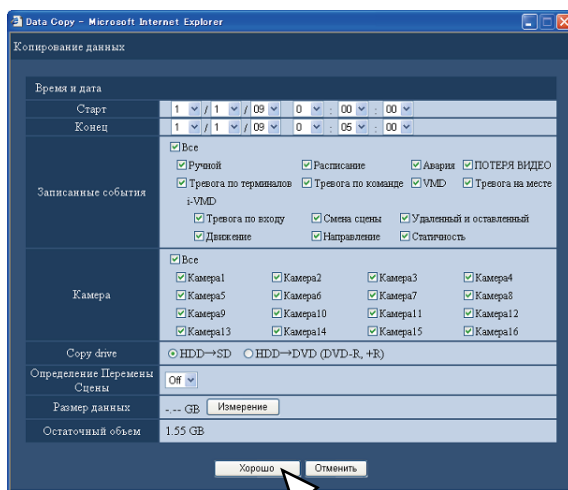 Data Copy - Microsoft Internet Explorer
Копирование данных
Время и дата
Старт 1 / 1 / 09 0 : 00 : 00
Конец 1 / 1 / 09 0 : 05 : 00
Все
Ручной Расписание Авария ПОТЕРЯ ВИДЕО
Записанные события Тревога по терминалов Тревога по команде VMD Тревога на месте
i-VMD
Тревога по входу Смена сцены Удаленный и оставленный
Движение Направление Статичность
Все
Камера1 Камера2 Камера3 Камера4
Камера Камера5 Камера6 Камера7 Камера8
Камера9 Камера10 Камера11 Камера12
Камера13 Камера14 Камера15 Камера16
Copy drive HDD→SD HDD→DVD (DVD-R, +R)
Определение Перемены
Сцены Off
Размер данных -.-- GB Измерение
Остаточный объем 1.55 GB
Хорошо Отменить